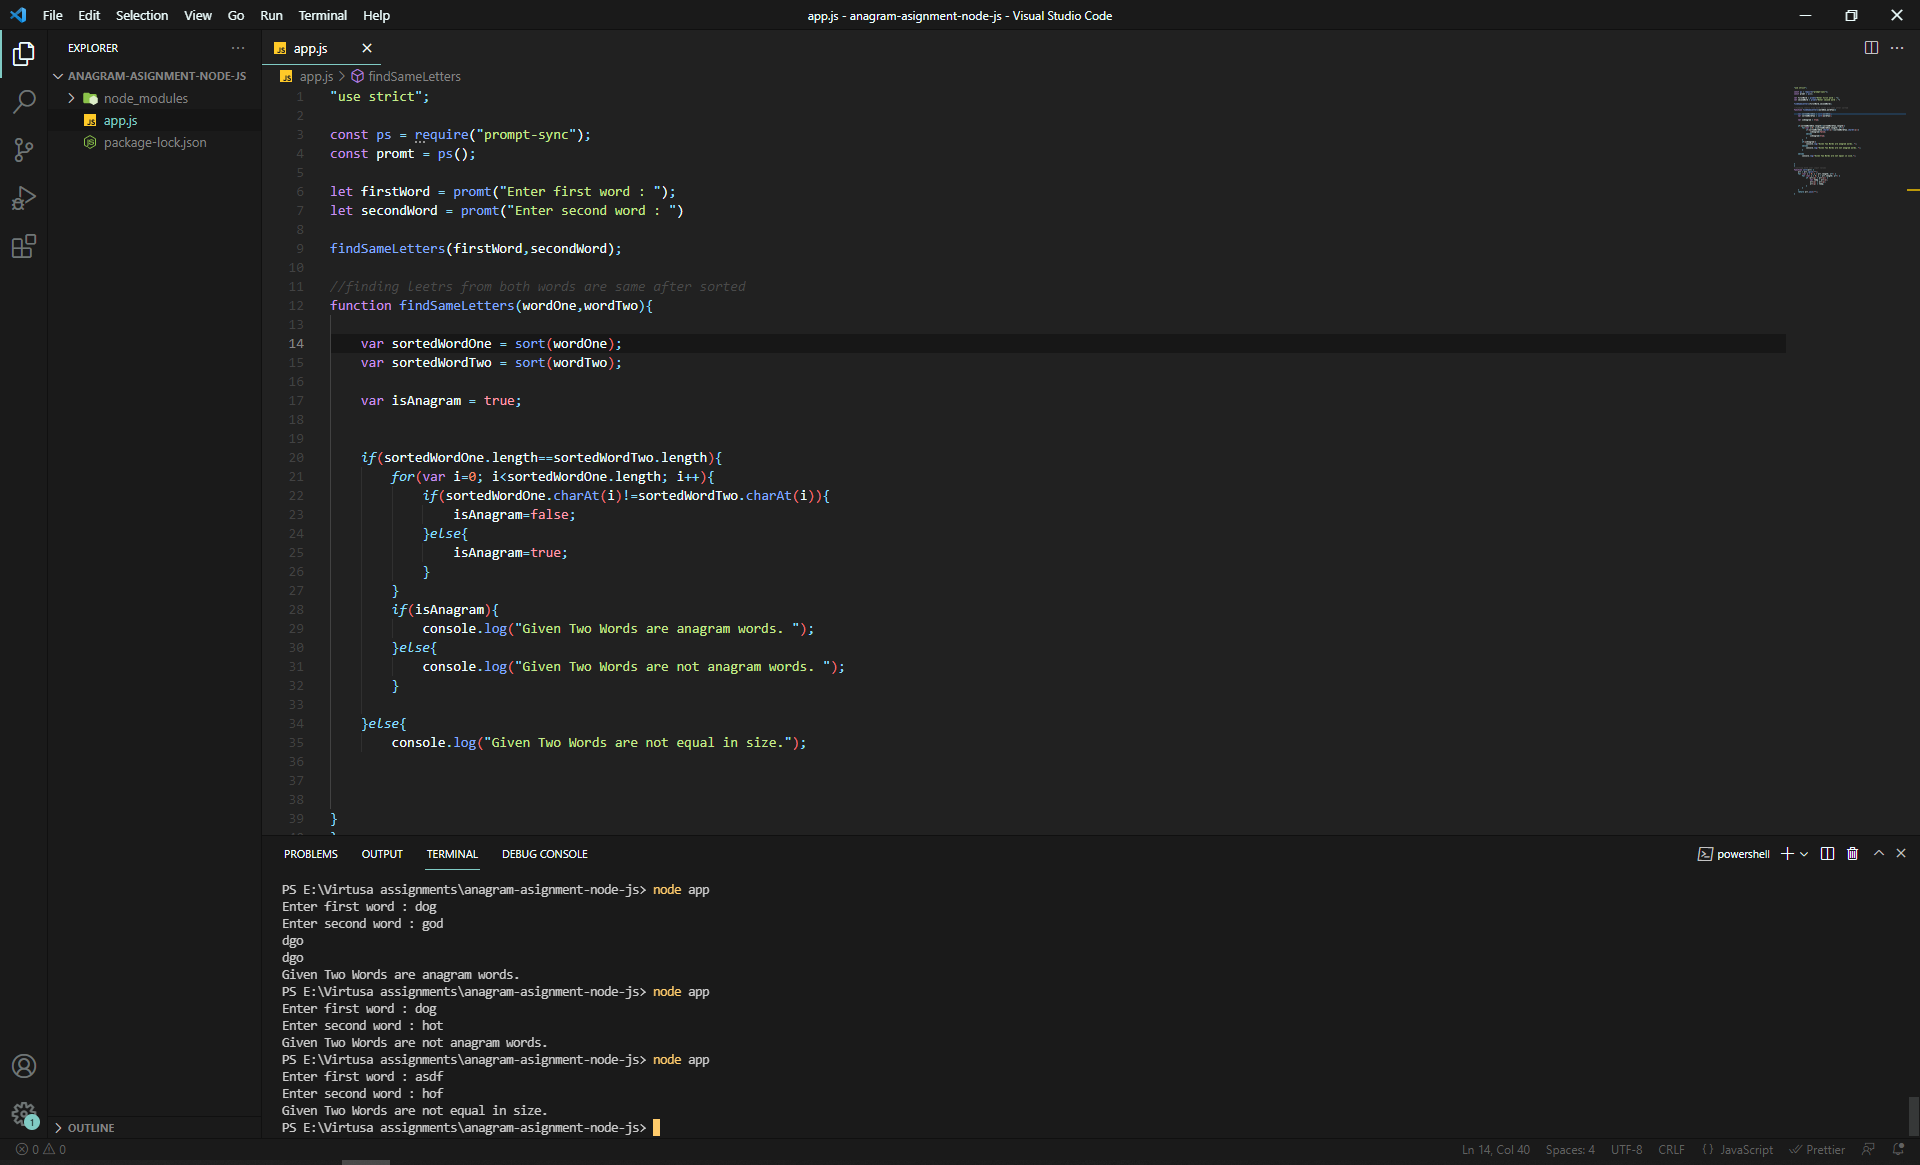 File Edit Selection View Go Run Terminal Help
app.js - anagram-asignment-node-js - Visual Studio Code
EXPLORER
ANAGRAM-ASIGNMENT-NODE-JS
node_modules
JS app.js
package-lock.json
OUTLINE
JS app.js
JS app.js > findSameLetters
1 "use strict";
2
3 const ps = require("prompt-sync");
4 const promt = ps();
5
6 let firstWord = promt("Enter first word : ");
7 let secondWord = promt("Enter second word : ")
8
9 findSameLetters(firstWord,secondWord);
10
11 //finding leetrs from both words are same after sorted
12 function findSameLetters(wordOne,wordTwo){
13
14 var sortedWordOne = sort(wordOne);
15 var sortedWordTwo = sort(wordTwo);
16
17 var isAnagram = true;
18
19
20 if(sortedWordOne.length==sortedWordTwo.length){
21 for(var i=0; i<sortedWordOne.length; i++){
22 if(sortedWordOne.charAt(i)!=sortedWordTwo.charAt(i)){
23 isAnagram=false;
24 }else{
25 isAnagram=true;
26 }
27 }
28 if(isAnagram){
29 console.log("Given Two Words are anagram words. ");
30 }else{
31 console.log("Given Two Words are not anagram words. ");
32 }
33
34 }else{
35 console.log("Given Two Words are not equal in size.");
36
37
38
39 }
PROBLEMS OUTPUT TERMINAL DEBUG CONSOLE
powershell
PS E:\Virtusa assignments\anagram-asignment-node-js> node app
Enter first word : dog
Enter second word : god
dgo
dgo
Given Two Words are anagram words.
PS E:\Virtusa assignments\anagram-asignment-node-js> node app
Enter first word : dog
Enter second word : hot
Given Two Words are not anagram words.
PS E:\Virtusa assignments\anagram-asignment-node-js> node app
Enter first word : asdf
Enter second word : hof
Given Two Words are not equal in size.
PS E:\Virtusa assignments\anagram-asignment-node-js>
1
0 0
Ln 14, Col 40 Spaces: 4 UTF-8 CRLF {} JavaScript Prettier